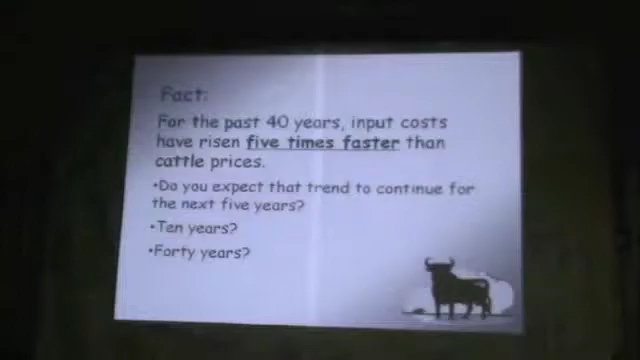 Fact:
For the past 40 years, input costs
have risen five times faster than
cattle prices.
•Do you expect that trend to continue for
the next five years?
•Ten years?
•Forty years?